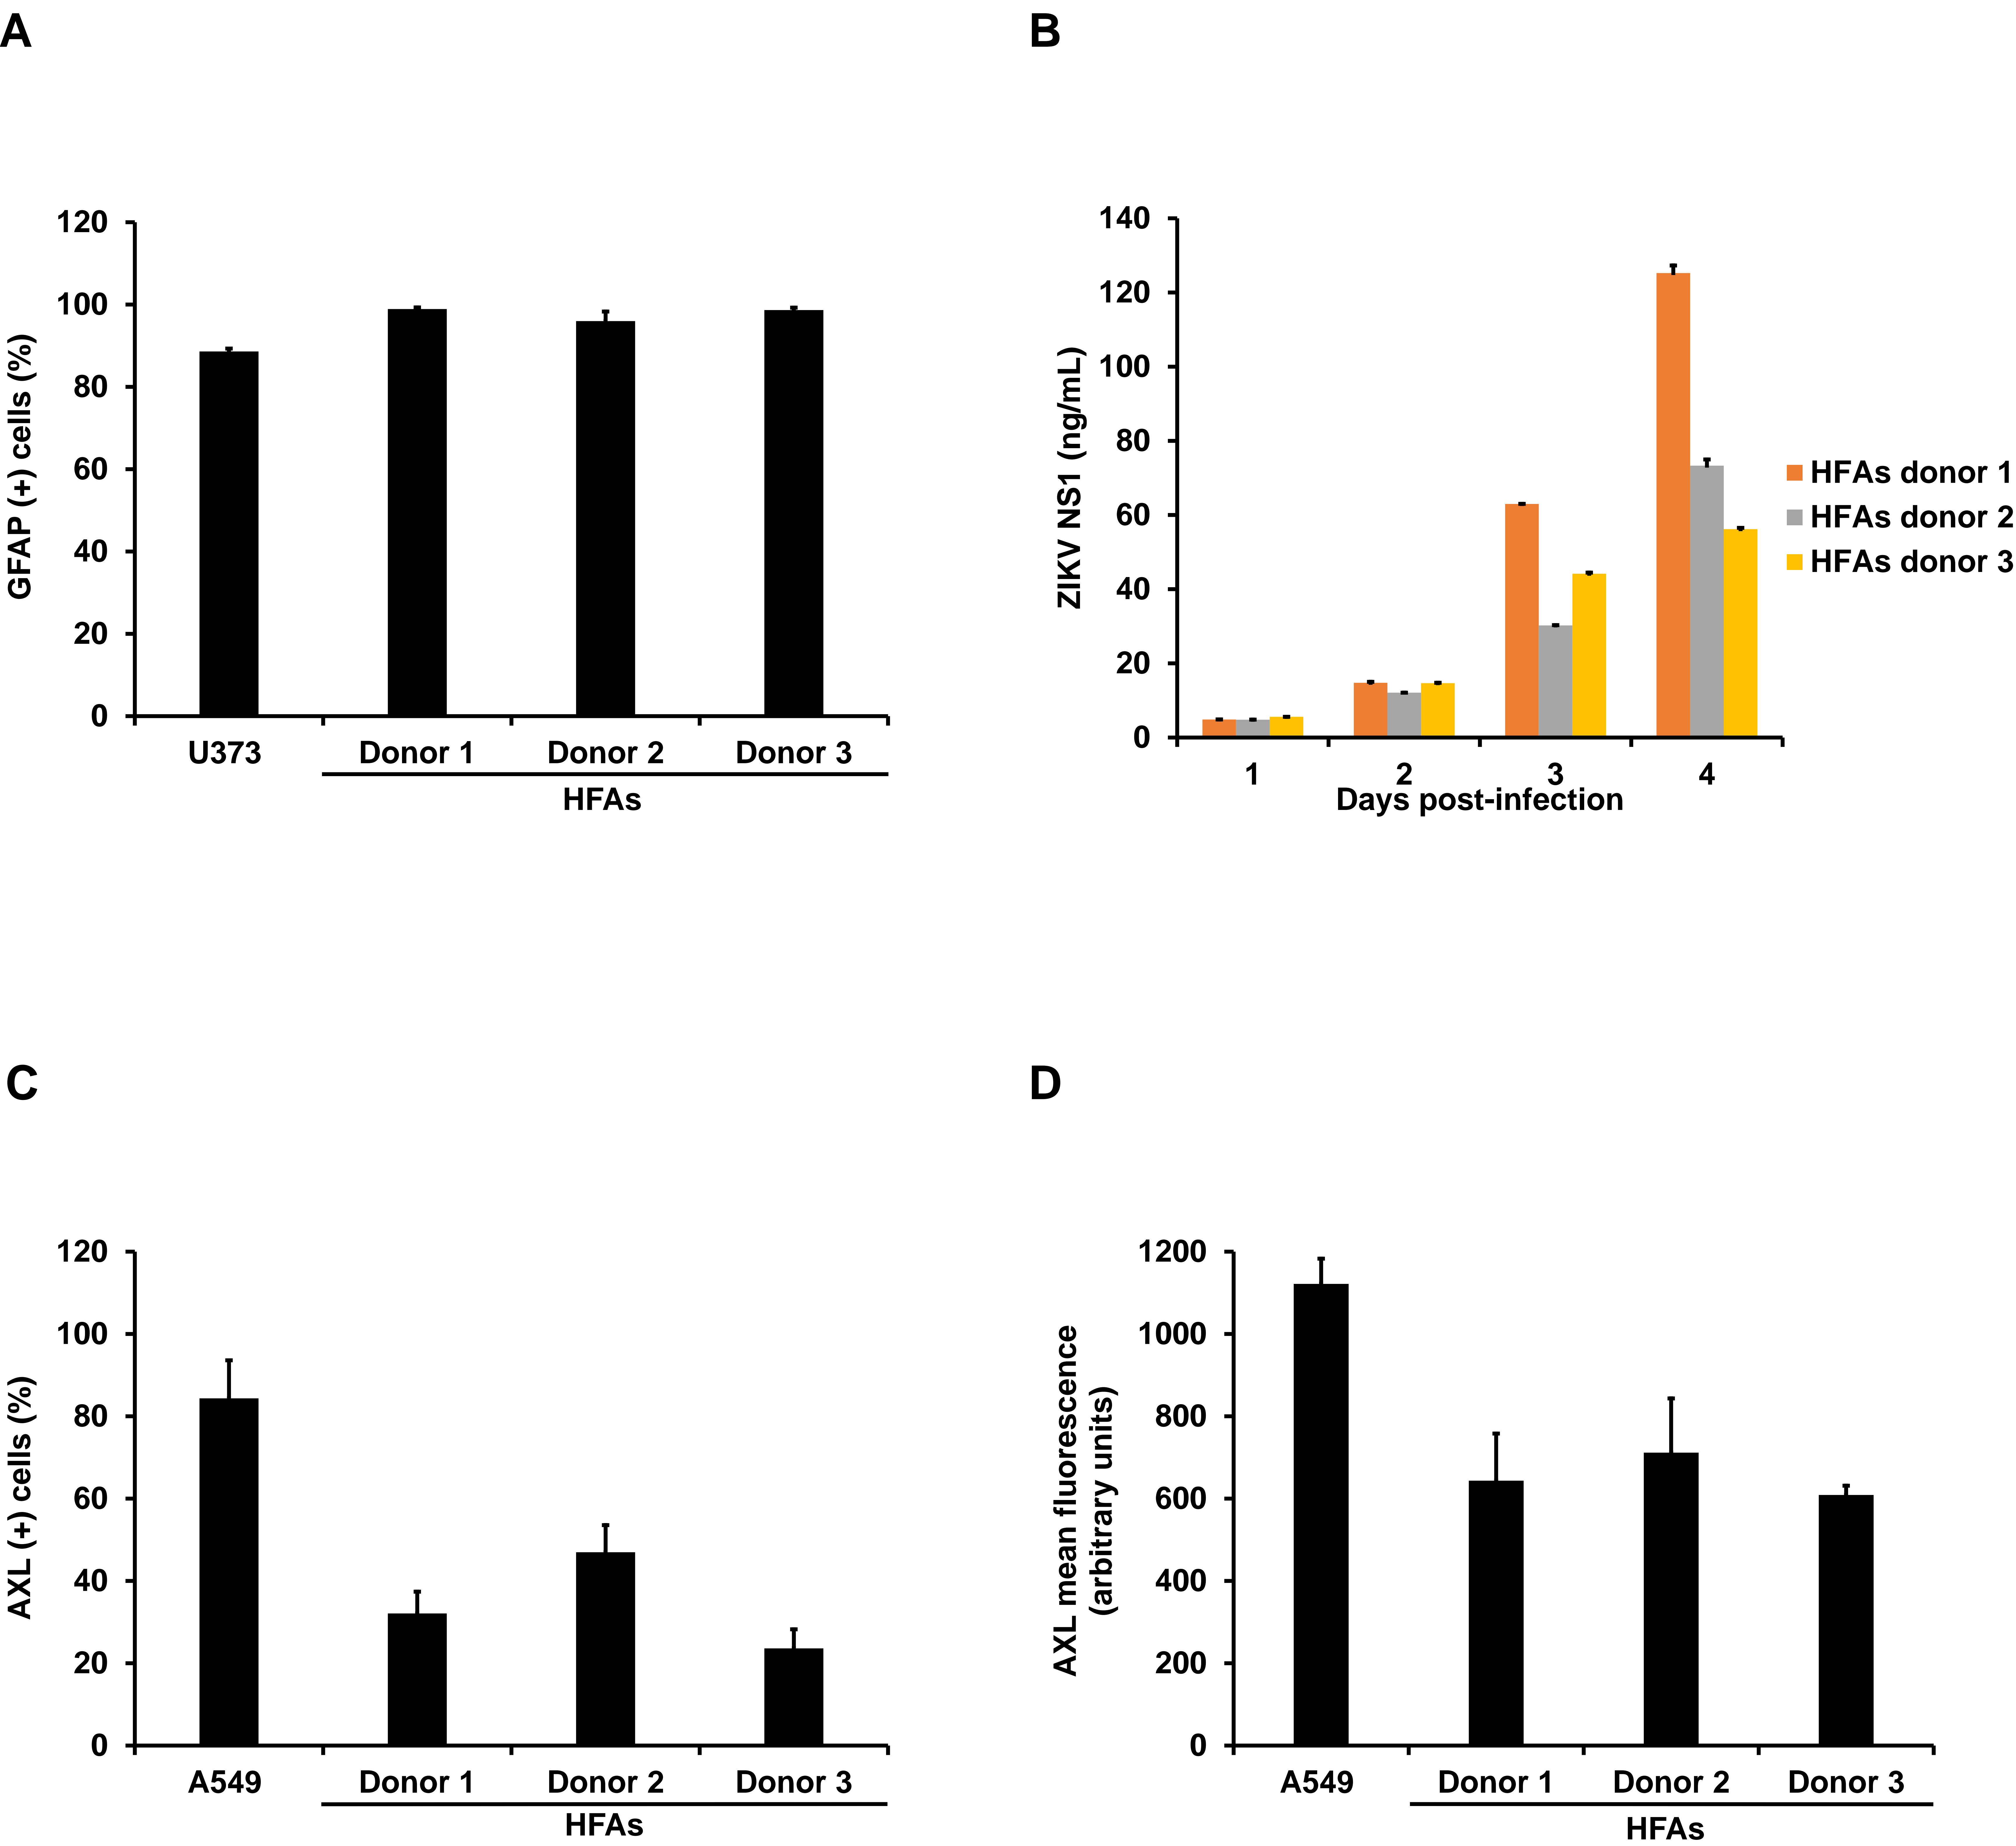 A
GFAP (+) cells (%)
120
100
80
60
40
20
0
U373 Donor 1 Donor 2 Donor 3
HFAs
B
ZIKV NS1 (ng/mL)
140
120
100
80
60
40
20
0
1 2 3 4
Days post-infection
HFAs donor 1
HFAs donor 2
HFAs donor 3
C
AXL (+) cells (%)
120
100
80
60
40
20
0
A549 Donor 1 Donor 2 Donor 3
HFAs
D
AXL mean fluorescence
(arbitrary units)
1200
1000
800
600
400
200
0
A549 Donor 1 Donor 2 Donor 3
HFAs